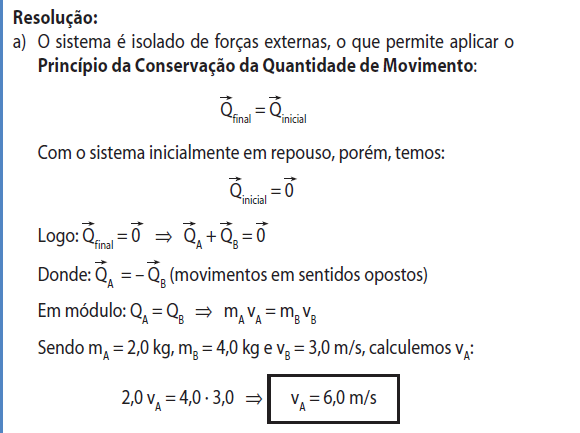 Resolução:
a) O sistema é isolado de forças externas, o que permite aplicar o
Princípio da Conservação da Quantidade de Movimento:
$\vec{Q}_{final} = \vec{Q}_{inicial}$
Com o sistema inicialmente em repouso, porém, temos:
$\vec{Q}_{inicial} = \vec{0}$
Logo: $\vec{Q}_{final} = \vec{0} \Rightarrow \vec{Q}_A + \vec{Q}_B = \vec{0}$
Donde: $\vec{Q}_A = -\vec{Q}_B$ (movimentos em sentidos opostos)
Em módulo: $Q_A = Q_B \Rightarrow m_A v_A = m_B v_B$
Sendo $m_A$ = 2,0 kg, $m_B$ = 4,0 kg e $v_B$ = 3,0 m/s, calculemos $v_A$:
2,0 $v_A$ = 4,0 · 3,0 ⇒ $v_A$ = 6,0 m/s